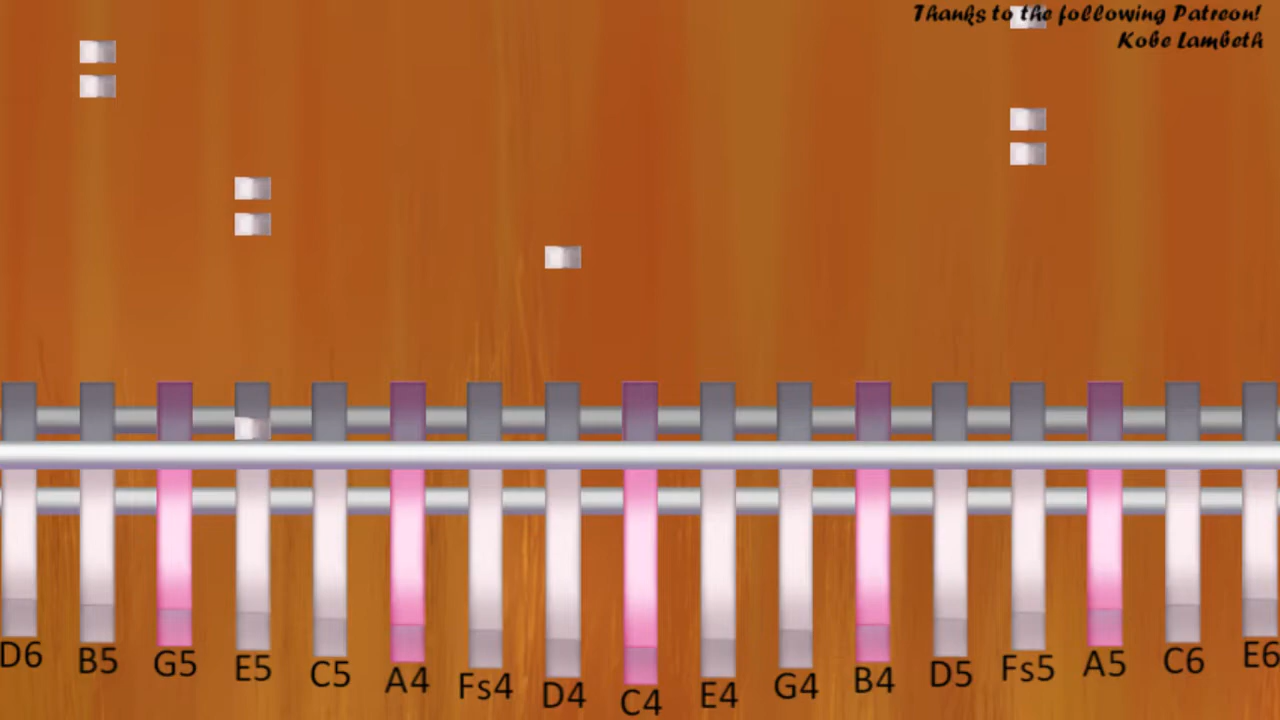 Thanks to the following Patreon!
Kobe Lambeth
D6 B5 G5 E5 C5 A4 Fs4 D4 C4 E4 G4 B4 D5 Fs5 A5 C6 E6